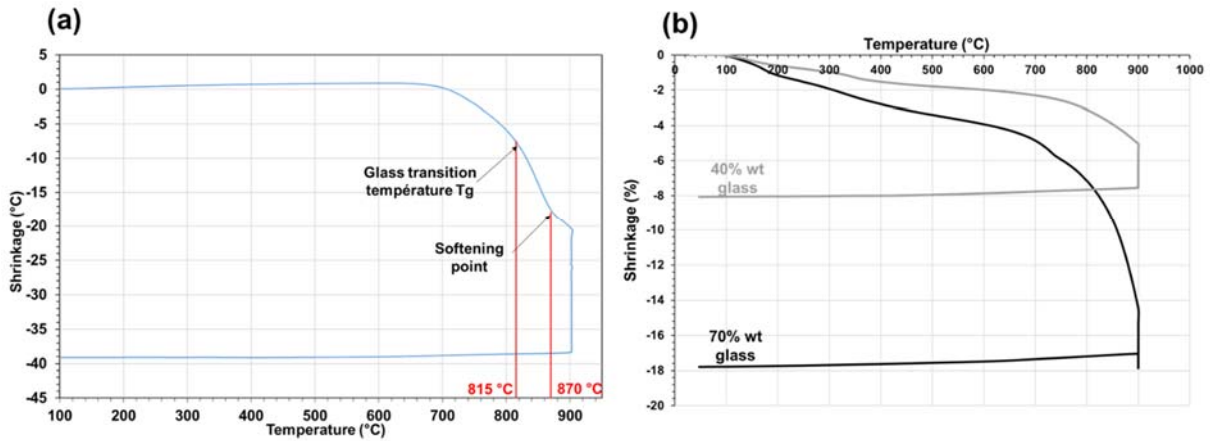 (a)
5
0
-5
-10
-15
-20
-25
-30
-35
-40
-45
Shrinkage (°C)
Glass transition
température Tg
Softening
point
815 °C
870 °C
100 200 300 400 500 600 700 800 900
Temperature (°C)
(b)
Temperature (°C)
0 100 200 300 400 500 600 700 800 900 1000
0
-2
-4
-6
-8
-10
-12
-14
-16
-18
-20
Shrinkage (%)
40% wt
glass
70% wt
glass